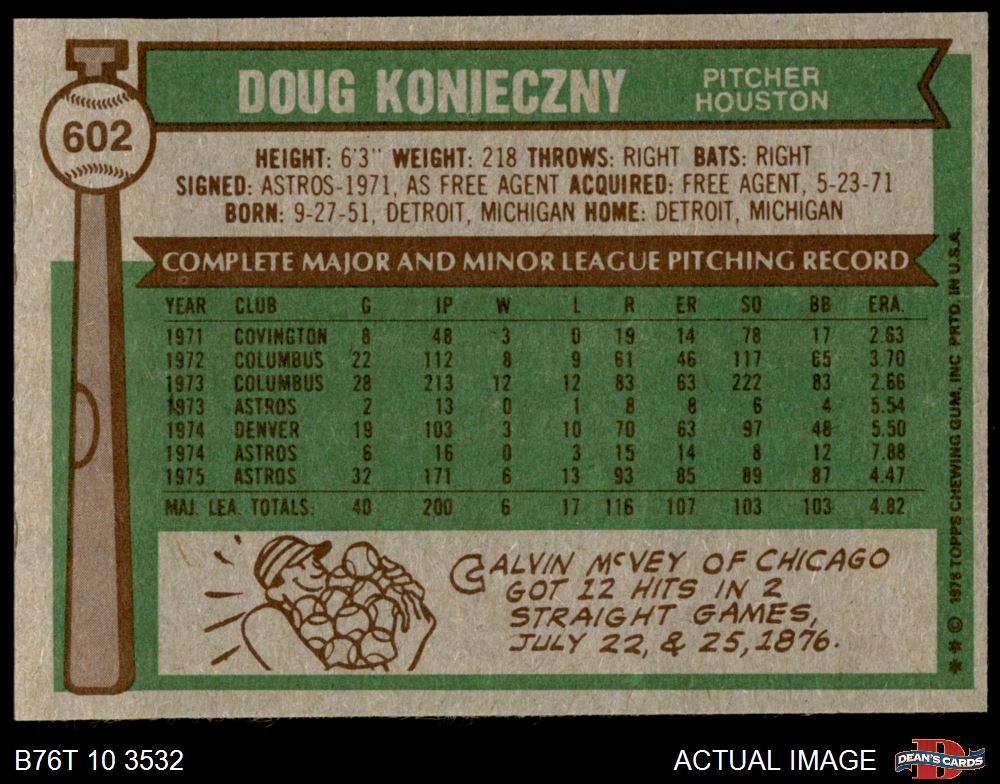 602
DOUG KONIECZNY
PITCHER
HOUSTON
HEIGHT: 6'3" WEIGHT: 218 THROWS: RIGHT BATS: RIGHT
SIGNED: ASTROS-1971, AS FREE AGENT ACQUIRED: FREE AGENT, 5-23-71
BORN: 9-27-51, DETROIT, MICHIGAN HOME: DETROIT, MICHIGAN
COMPLETE MAJOR AND MINOR LEAGUE PITCHING RECORD
YEAR CLUB G IP W L R ER SO BB ERA.
1971 COVINGTON 8 48 3 0 19 14 78 17 2.63
1972 COLUMBUS 22 112 8 9 61 46 117 65 3.70
1973 COLUMBUS 28 213 12 12 83 63 222 83 2.66
1973 ASTROS 2 13 0 1 8 8 6 4 5.54
1974 DENVER 19 103 3 10 70 63 97 48 5.50
1974 ASTROS 6 16 0 3 15 14 8 12 7.88
1975 ASTROS 32 171 6 13 93 85 89 87 4.47
MAJ. LEA. TOTALS: 40 200 6 17 116 107 103 103 4.82
CALVIN McVEY OF CHICAGO
GOT 12 HITS IN 2
STRAIGHT GAMES,
JULY 22, & 25, 1876.
** © 1976 TOPPS CHEWING GUM, INC. PRTD. IN U.S.A.
B76T 10 3532
ACTUAL IMAGE
D
DEAN'S CARDS